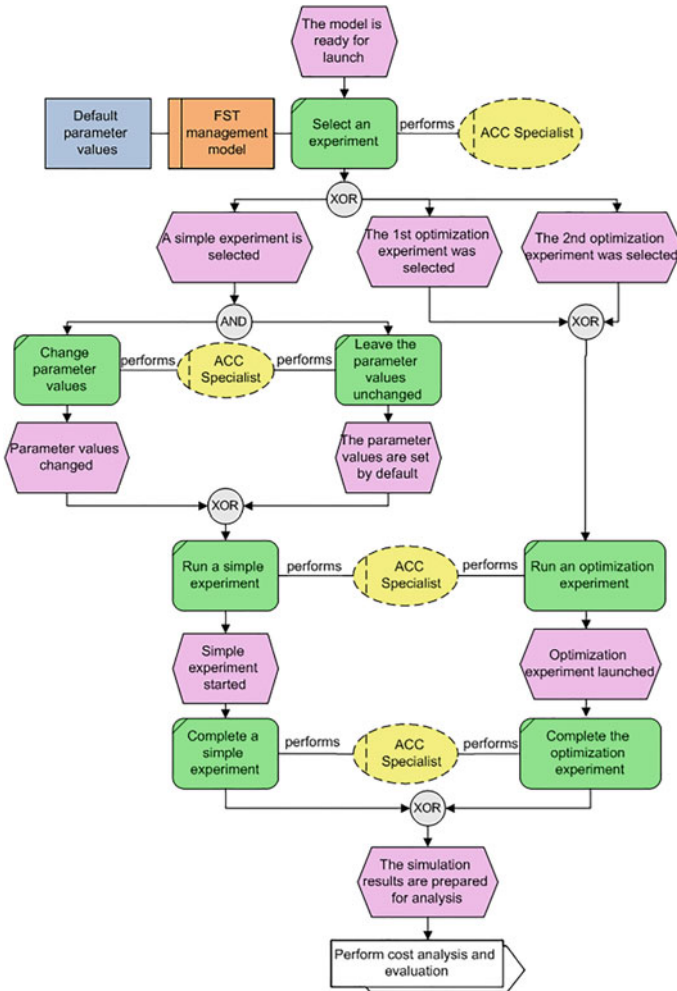 The model is
ready for
launch
Default
parameter
values
FST
management
model
Select an
experiment
performs
ACC Specialist
XOR
A simple experiment is
selected
The 1st optimization
experiment was
selected
The 2nd optimization
experiment was selected
AND
XOR
Change
parameter
values
performs
ACC
Specialist
performs
Leave the
parameter
values
unchanged
Parameter values
changed
The parameter
values are set
by default
XOR
Run a simple
experiment
performs
ACC
Specialist
performs
Run an optimization
experiment
Simple
experiment
started
Optimization
experiment launched
Complete a
simple
experiment
performs
ACC
Specialist
performs
Complete the
optimization
experiment
XOR
The simulation
results are prepared
for analysis
Perform cost analysis and
evaluation